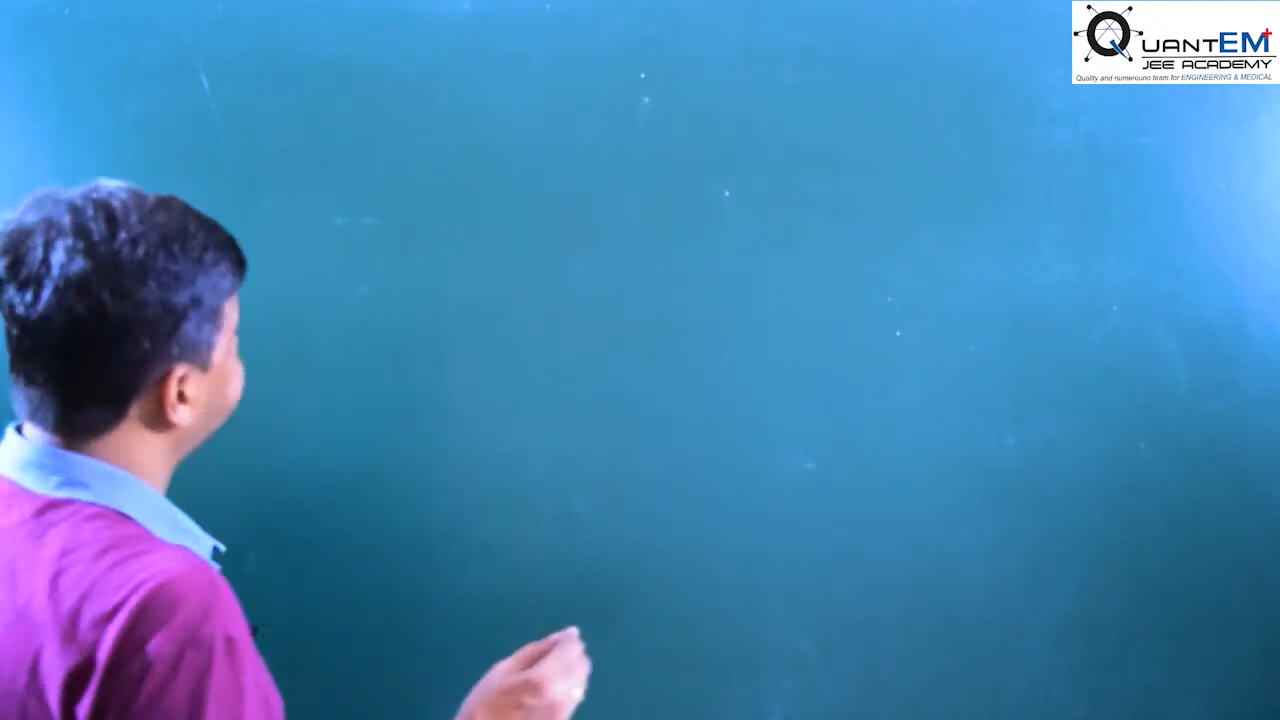 QUANTEM
JEE ACADEMY
Quality and numerouno team for ENGINEERING & MEDICAL